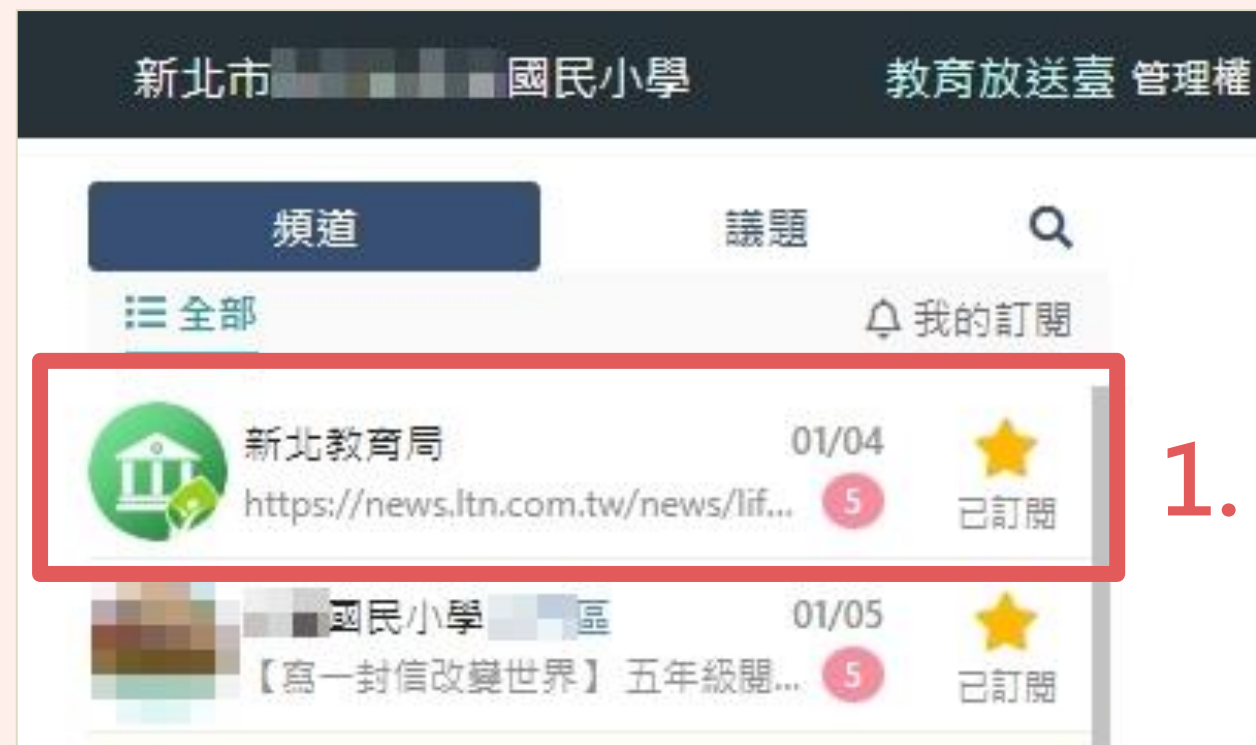 新北市 國民小學 教育放送臺 管理權
頻道 議題
全部 我的訂閱
新北教育局 01/04
https://news.ltn.com.tw/news/lif... 5 已訂閱
1.
國民小學 區 01/05
【寫一封信改變世界】 五年級閱... 5 已訂閱